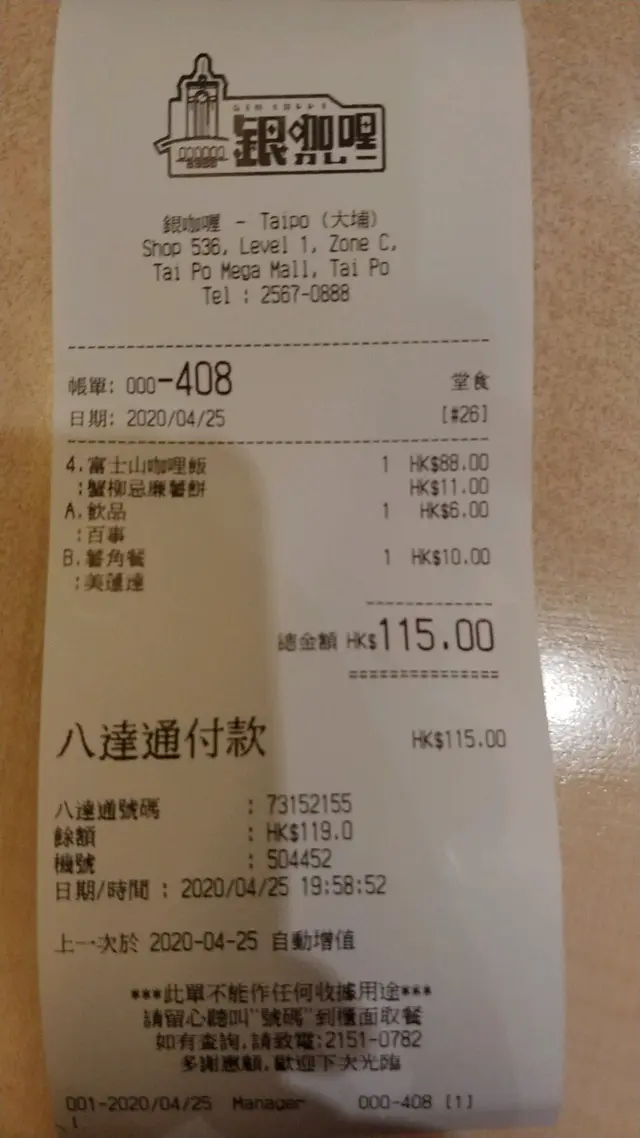 GIN CURRY
銀咖哩
カレー
銀咖喱 - Taipo (大埔)
Shop 536, Level 1, Zone C,
Tai Po Mega Mall, Tai Po
Tel : 2567-0888
帳單: 000-408 堂食
日期: 2020/04/25 [#26]
4.富士山咖哩飯 1 HK$88.00
:蟹柳忌廉薯餅 HK$11.00
A.飲品 1 HK$6.00
:百事
B.薯角餐 1 HK$10.00
:美蓮達
總金額 HK$115.00
八達通付款 HK$115.00
八達通號碼 : 73152155
餘額 : HK$119.0
機號 : 504452
日期/時間 : 2020/04/25 19:58:52
上一次於 2020-04-25 自動增值
***此單不能作任何收據用途***
請留心聽叫"號碼"到櫃面取餐
如有查詢,請致電:2151-0782
多謝惠顧,歡迎下次光臨
001-2020/04/25 Manager 000-408 [1]